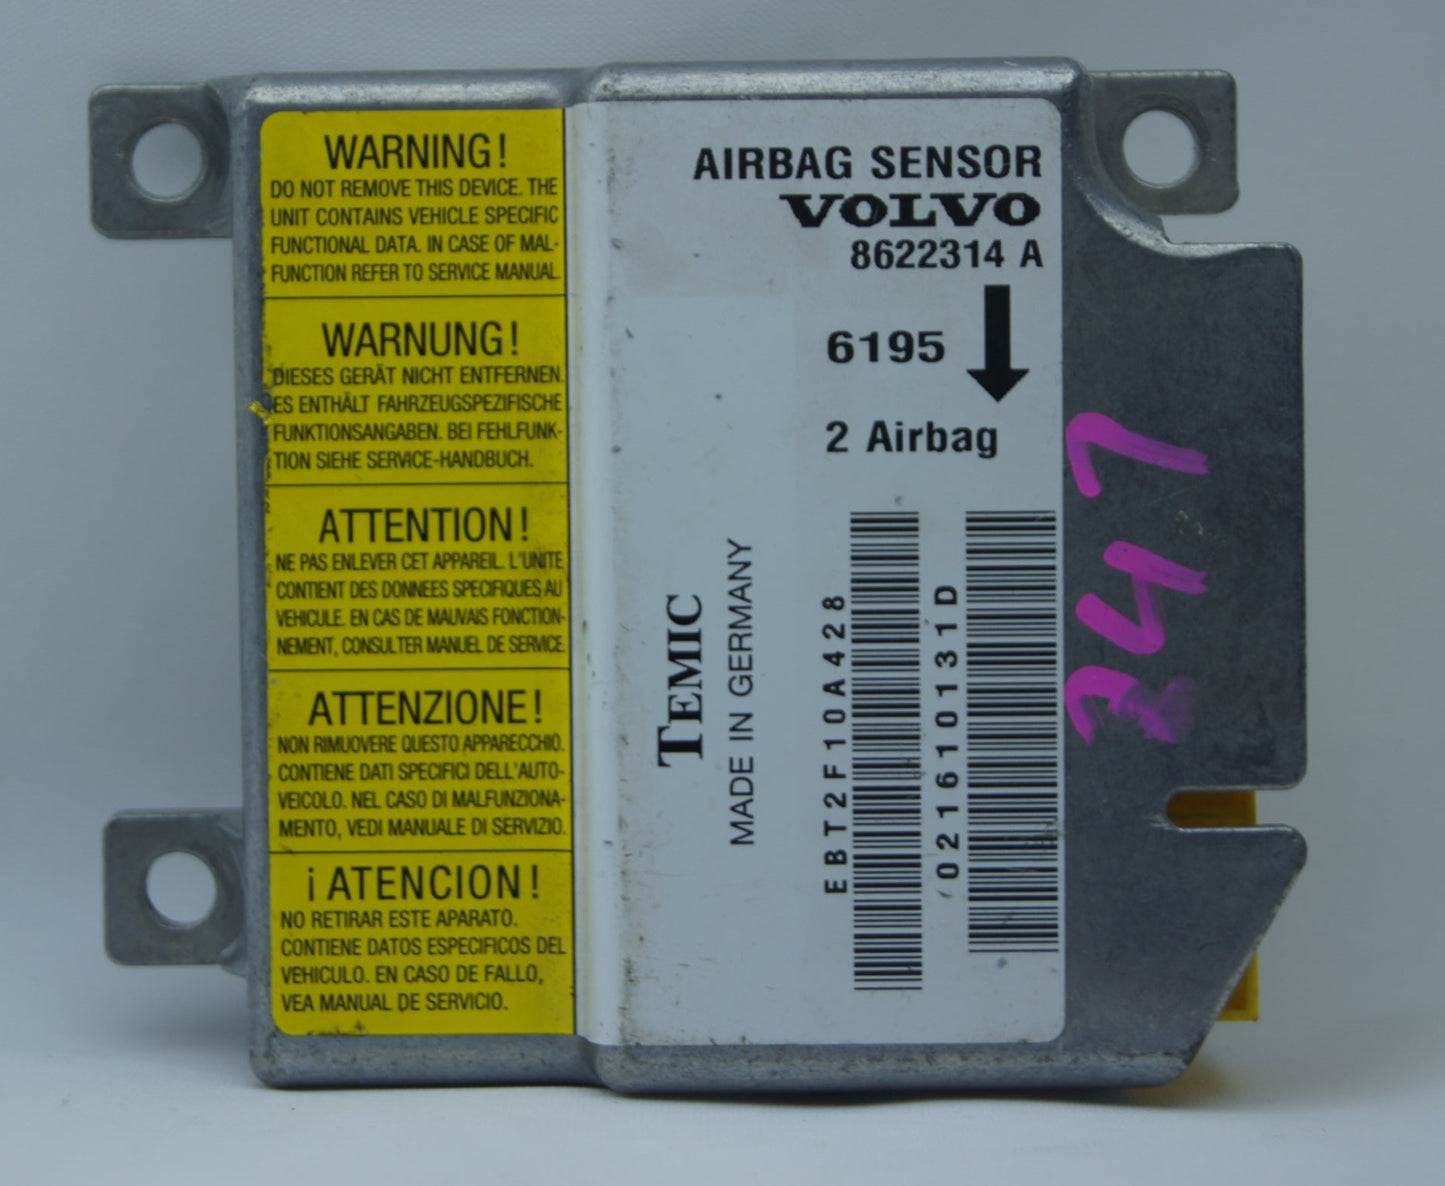 WARNING!
DO NOT REMOVE THIS DEVICE. THE
UNIT CONTAINS VEHICLE SPECIFIC
FUNCTIONAL DATA. IN CASE OF MAL-
FUNCTION REFER TO SERVICE MANUAL.
WARNUNG!
DIESES GERÄT NICHT ENTFERNEN.
ES ENTHÄLT FAHRZEUGSPEZIFISCHE
FUNKTIONSANGABEN. BEI FEHLFUNK-
TION SIEHE SERVICE-HANDBUCH.
ATTENTION!
NE PAS ENLEVER CET APPAREIL. L'UNITE
CONTIENT DES DONNEES SPECIFIQUES AU
VEHICULE. EN CAS DE MAUVAIS FONCTION-
NEMENT, CONSULTER MANUEL DE SERVICE.
ATTENZIONE!
NON RIMUOVERE QUESTO APPARECCHIO.
CONTIENE DATI SPECIFICI DELL'AUTO-
VEICOLO. NEL CASO DI MALFUNZIONA-
MENTO, VEDI MANUALE DI SERVIZIO.
¡ATENCION!
NO RETIRAR ESTE APARATO.
CONTIENE DATOS ESPECIFICOS DEL
VEHICULO. EN CASO DE FALLO,
VEA MANUAL DE SERVICIO.
AIRBAG SENSOR
VOLVO
8622314 A
6195
2 Airbag
TEMIC
MADE IN GERMANY
EBT2F10A428
021610131D
347